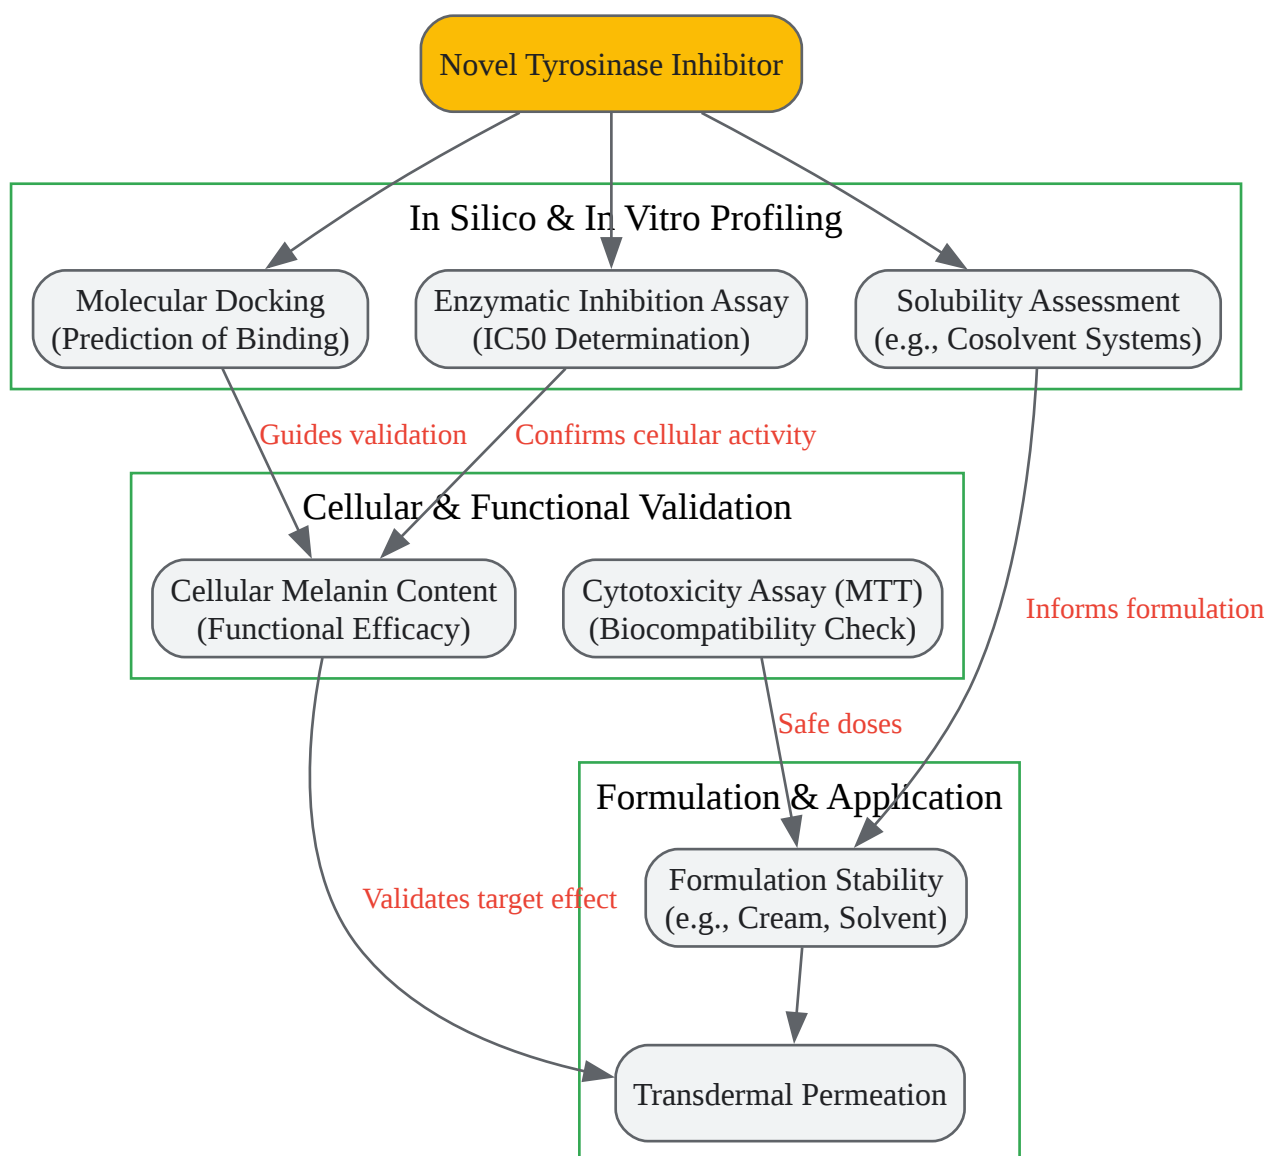 Novel Tyrosinase Inhibitor
In Silico & In Vitro Profiling
Molecular Docking
(Prediction of Binding)
Enzymatic Inhibition Assay
(IC50 Determination)
Solubility Assessment
(e.g., Cosolvent Systems)
Guides validation
Confirms cellular activity
Cellular & Functional Validation
Cellular Melanin Content
(Functional Efficacy)
Cytotoxicity Assay (MTT)
(Biocompatibility Check)
Informs formulation
Safe doses
Formulation & Application
Formulation Stability
(e.g., Cream, Solvent)
Validates target effect
Transdermal Permeation